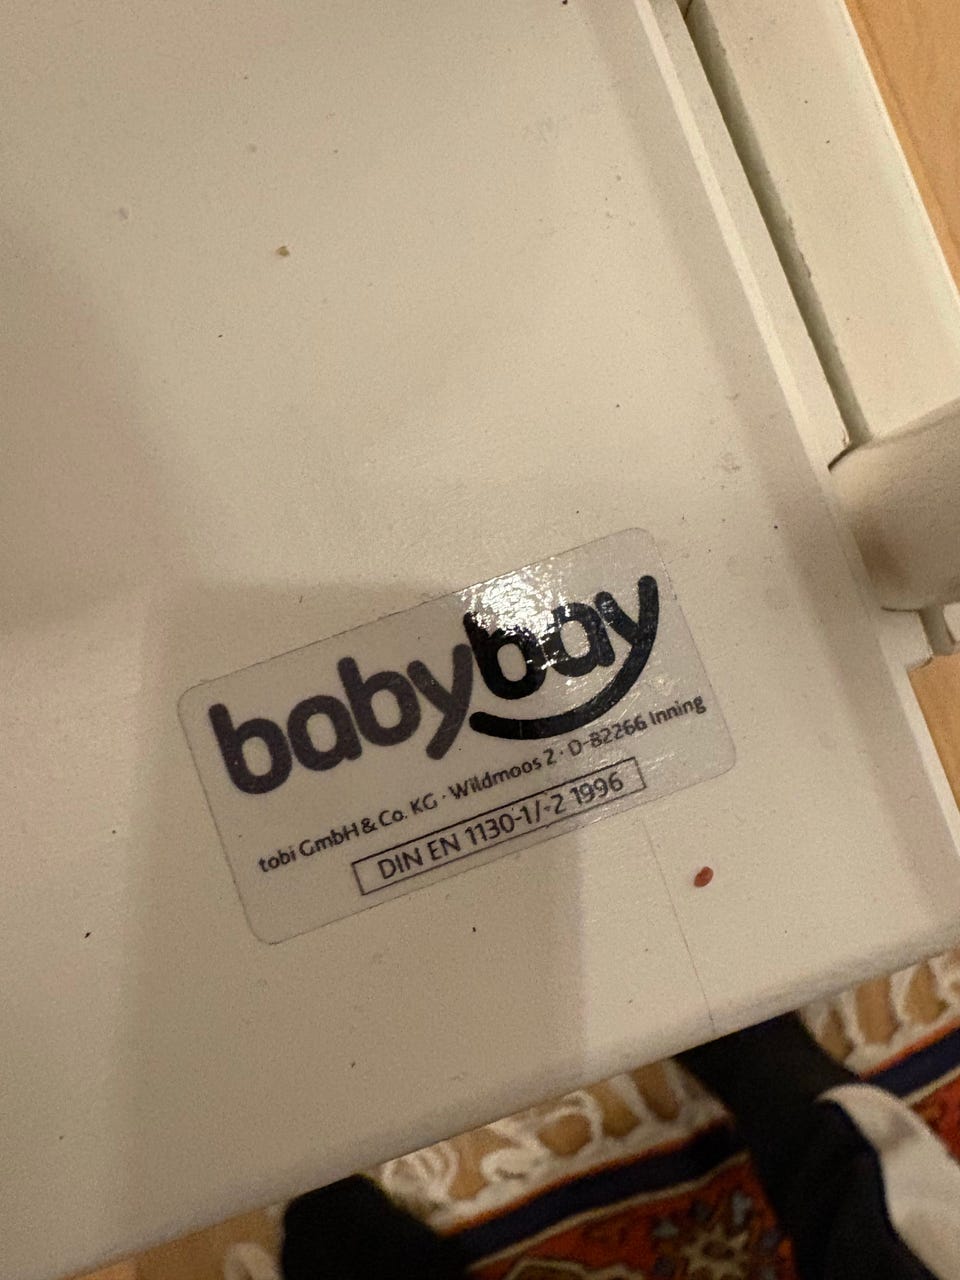 babybay
tobi GmbH & Co. KG · Wildmoos 2 · D-82266 Inning
DIN EN 1130-1/-2 1996